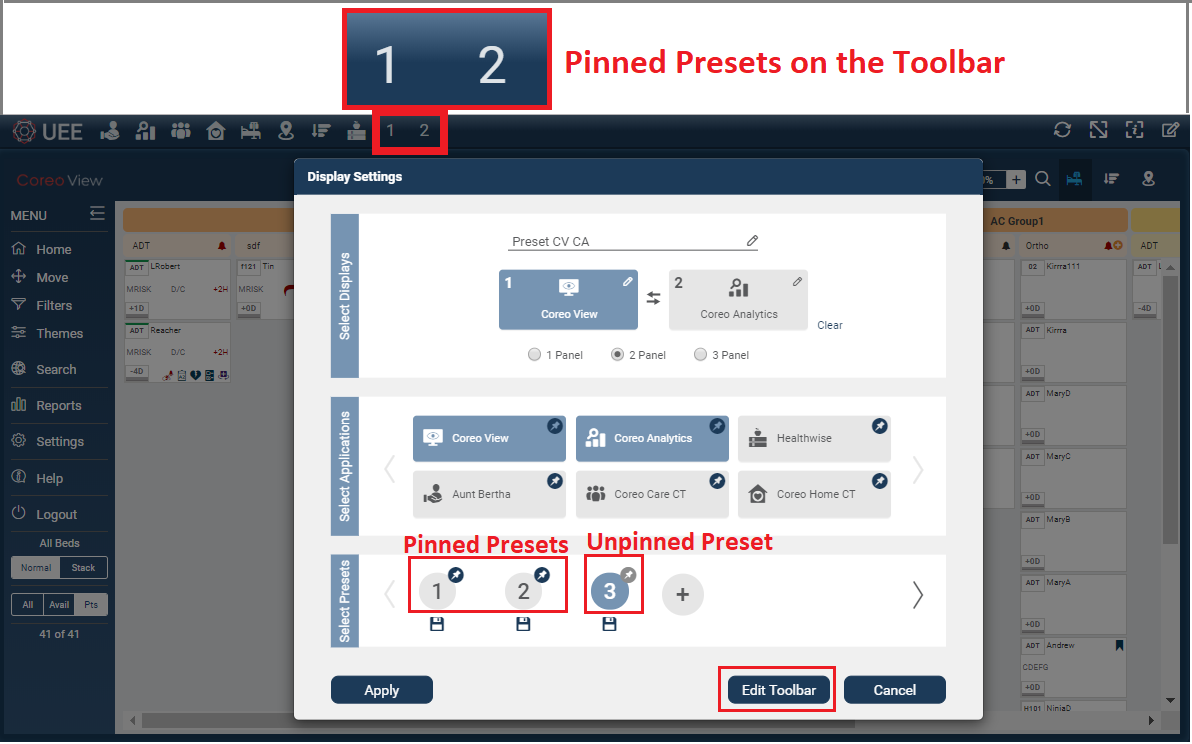 1 2
Pinned Presets on the Toolbar
UEE
1 2
Display Settings
Coreo View
0% +
MENU
Home
Move
Filters
Themes
Search
Reports
Settings
Help
Logout
All Beds
Normal Stack
All Avail Pts
41 of 41
ADT
sdf
ADT LRobert
MRISK D/C +2H
+1D
f121 Tin
+0D
ADT Reacher
MRISK D/C +2H
-4D
Select Displays
Preset CV CA
1
Coreo View
2
Coreo Analytics
Clear
1 Panel
2 Panel
3 Panel
Select Applications
Coreo View
Coreo Analytics
Healthwise
Aunt Bertha
Coreo Care CT
Coreo Home CT
Pinned Presets
Unpinned Preset
Select Presets
1
2
3
+
Apply
Edit Toolbar
Cancel
AC Group1
Ortho
ADT
02 Kirrra111
+0D
ADT L
-4D
ADT Kirrra
+0D
ADT MaryD
+0D
ADT MaryC
+0D
ADT MaryB
+0D
ADT MaryA
+0D
ADT Andrew
CDEFG
+0D
H101 NinjaD